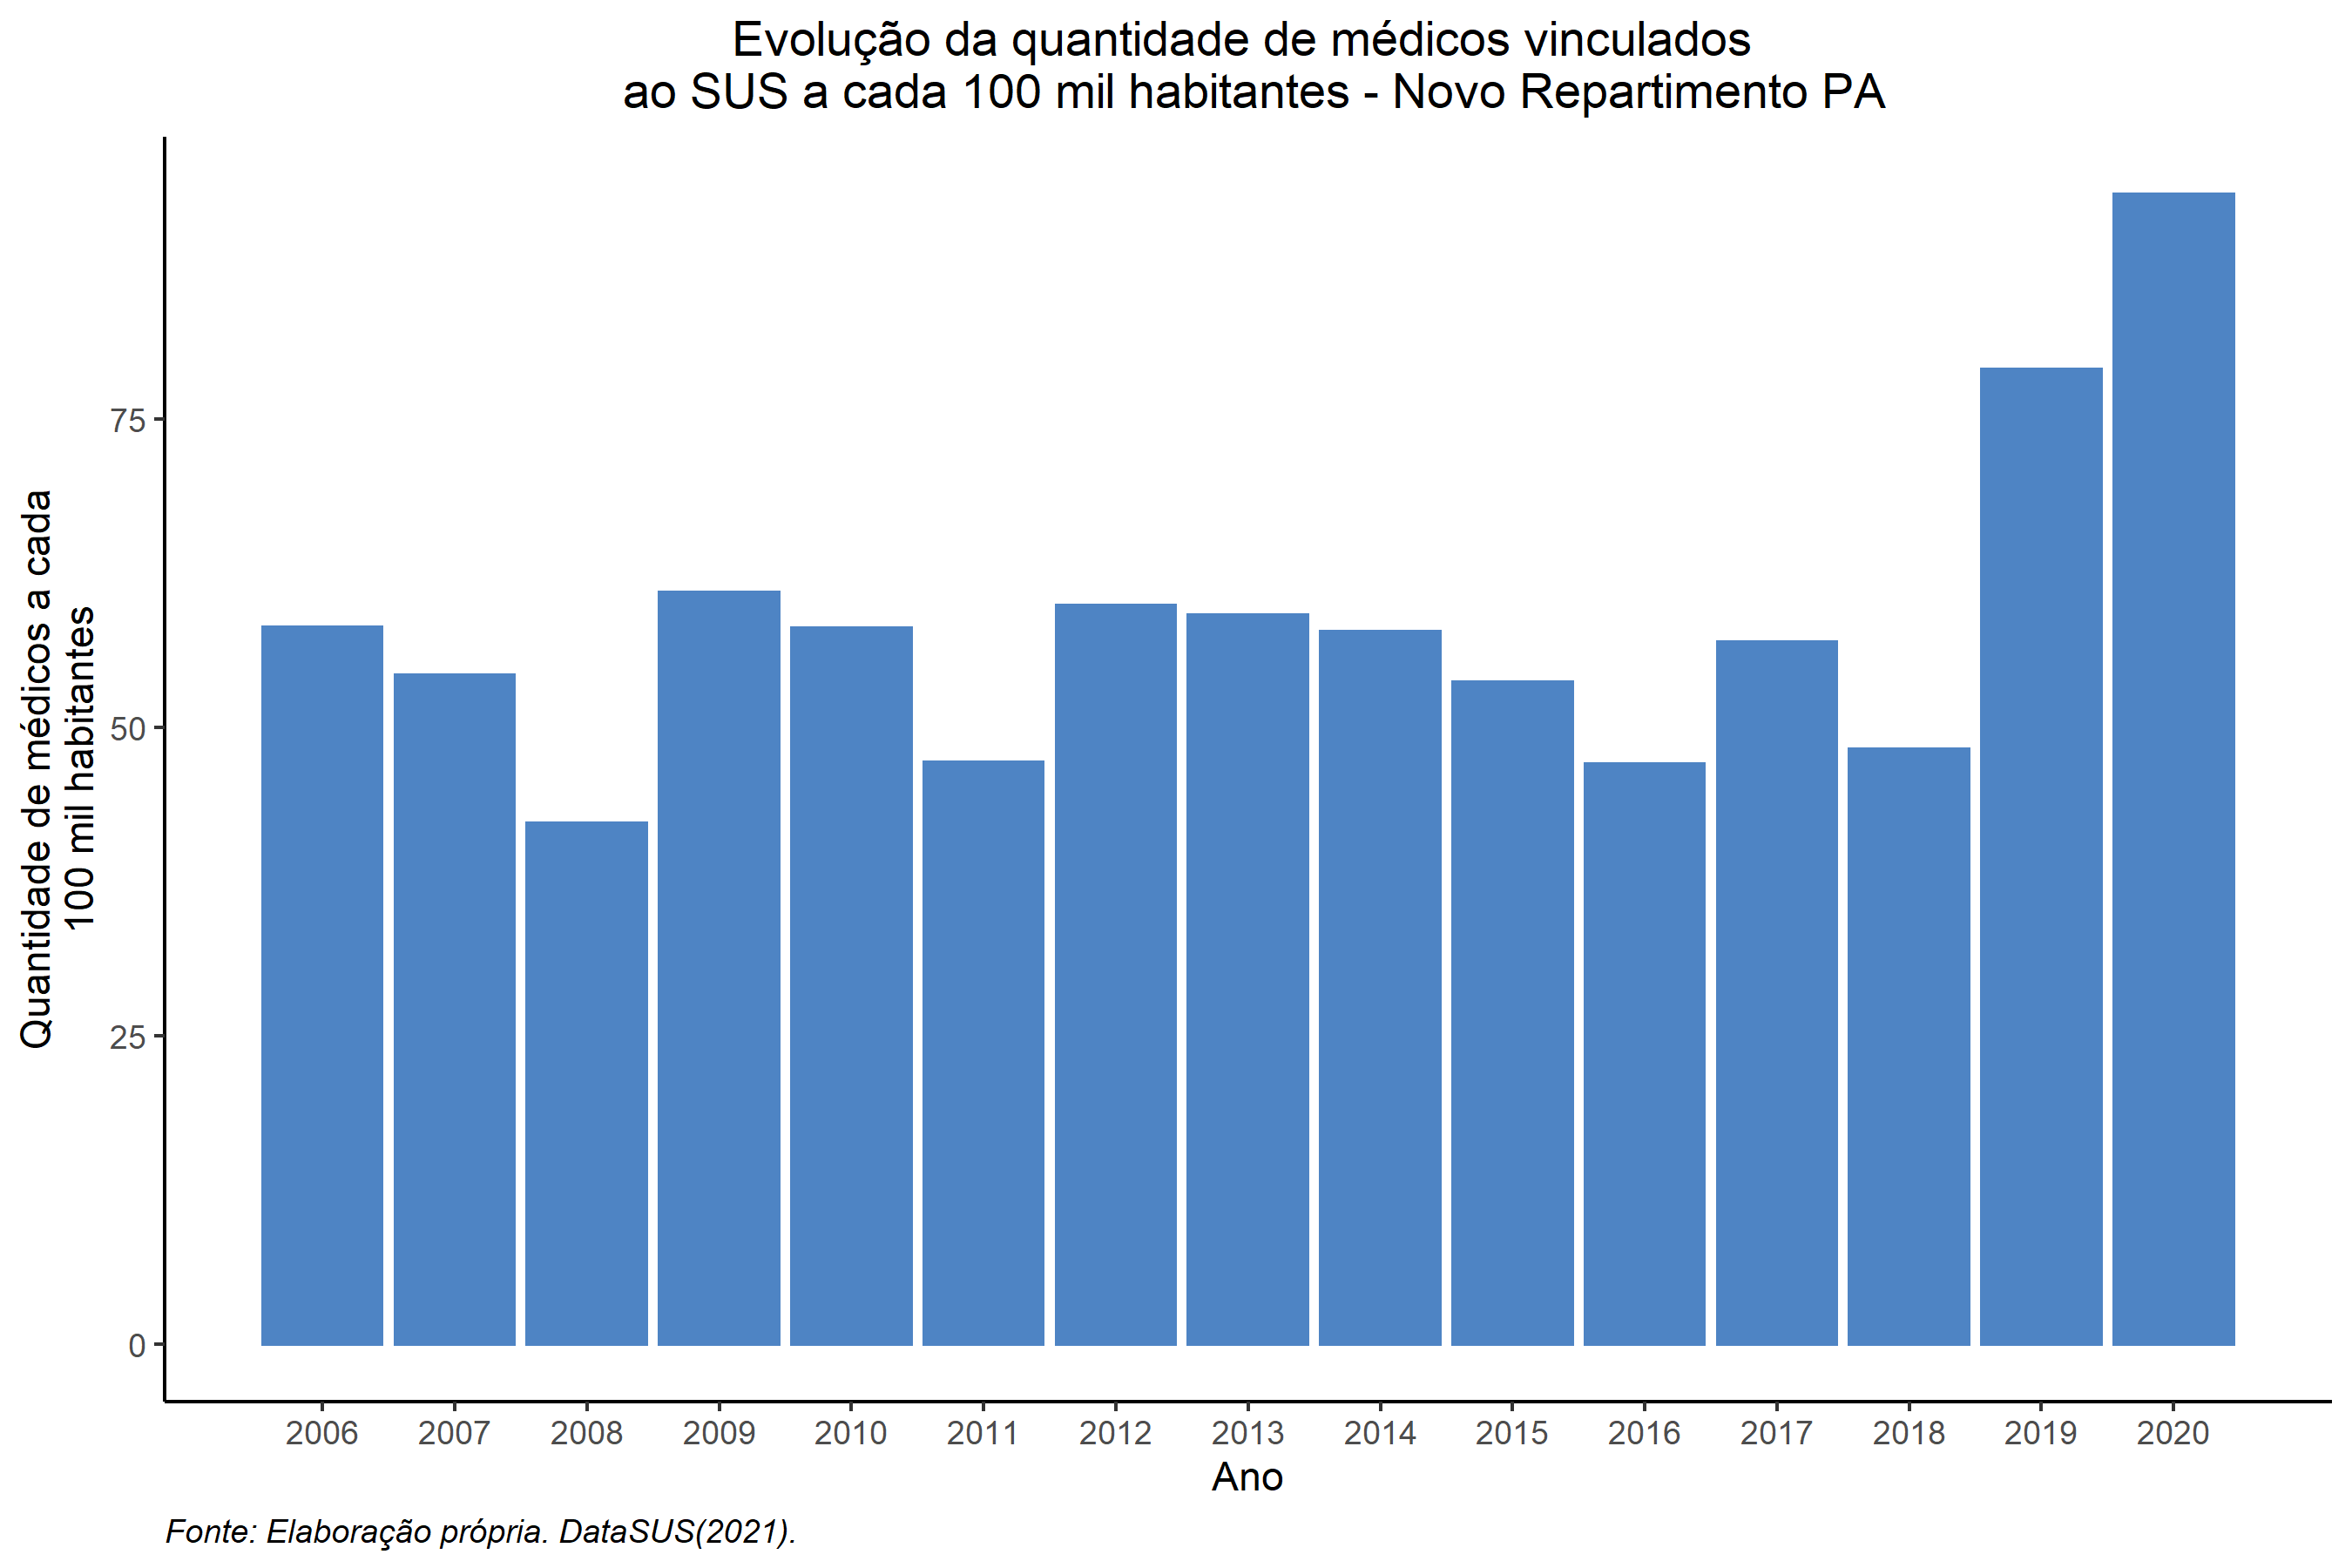 Evolução da quantidade de médicos vinculados
ao SUS a cada 100 mil habitantes - Novo Repartimento PA
Quantidade de médicos a cada
100 mil habitantes
75
50
25
0
2006 2007 2008 2009 2010 2011 2012 2013 2014 2015 2016 2017 2018 2019 2020
Ano
Fonte: Elaboração própria. DataSUS(2021).